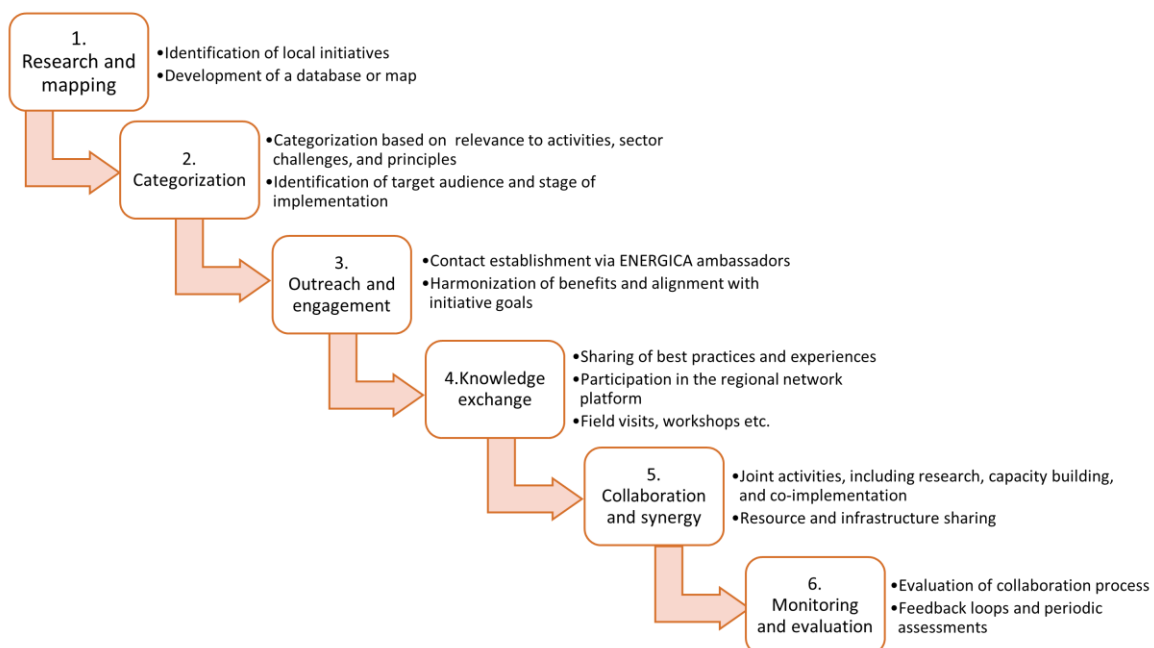 1.
Research and
mapping
•Identification of local initiatives
•Development of a database or map
2.
Categorization
•Categorization based on  relevance to activities, sector
challenges, and principles
•Identification of target audience and stage of
implementation
3.
Outreach and
engagement
•Contact establishment via ENERGICA ambassadors
•Harmonization of benefits and alignment with
initiative goals
4.Knowledge
exchange
•Sharing of best practices and experiences
•Participation in the regional network
platform
•Field visits, workshops etc.
5.
Collaboration
and synergy
•Joint activities, including research, capacity building,
and co-implementation
•Resource and infrastructure sharing
6.
Monitoring
and evaluation
•Evaluation of collaboration process
•Feedback loops and periodic
assessments